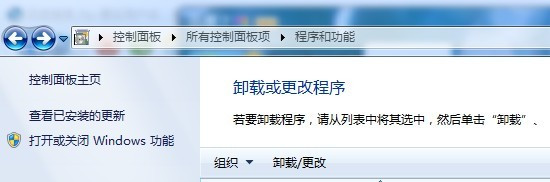 控制面板 ▸ 所有控制面板项 ▸ 程序和功能
控制面板主页
查看已安装的更新
打开或关闭 Windows 功能
卸载或更改程序
若要卸载程序，请从列表中将其选中，然后单击“卸载”、
组织 卸载/更改